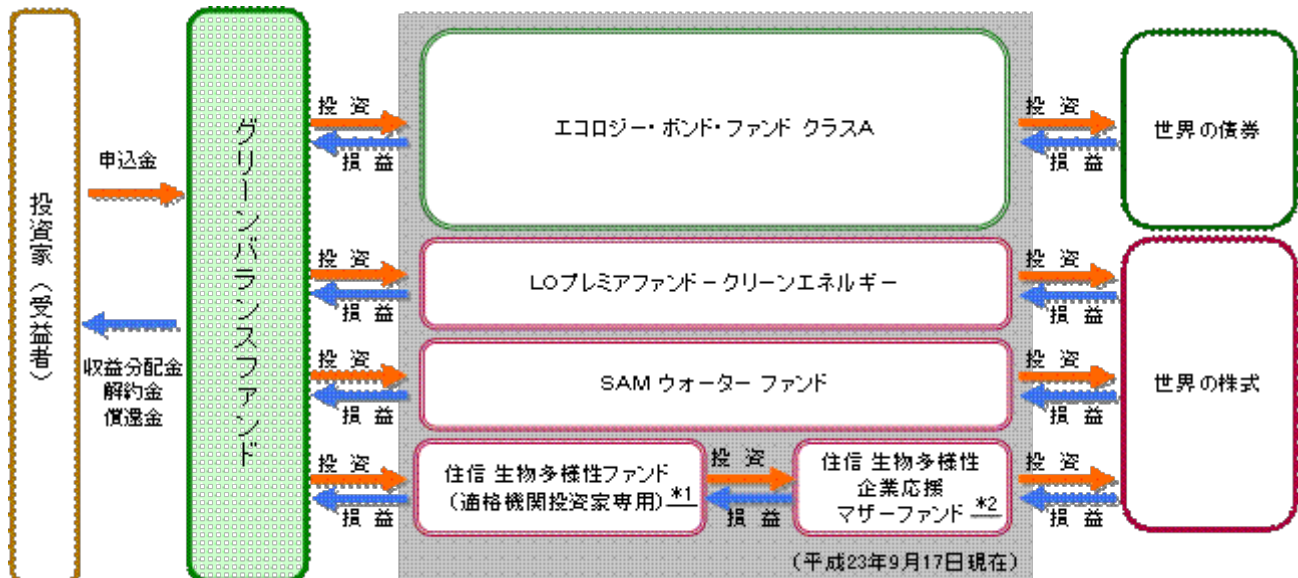 投資家（受益者）
申込金
収益分配金
解約金
償還金
グリーンバランスファンド
投 資
損 益
エコロジー・ボンド・ファンド クラスA
投 資
損 益
世界の債券
投 資
損 益
LOプレミアファンド－クリーンエネルギー
投 資
損 益
投 資
損 益
SAM ウォーター ファンド
投 資
損 益
世界の株式
投 資
損 益
住信 生物多様性ファンド
（適格機関投資家専用）*1
投 資
損 益
住信 生物多様性
企業応援
マザーファンド *2
投 資
損 益
（平成23年9月17日現在）